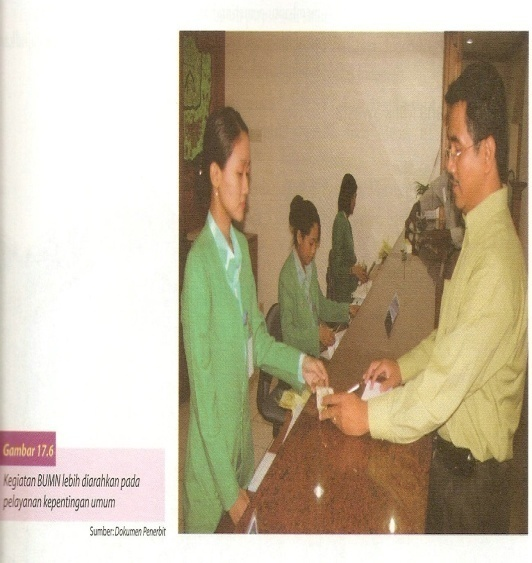 Gambar 17.6
Kegiatan BUMN lebih diarahkan pada
pelayanan kepentingan umum
Sumber: Dokumen Penerbit